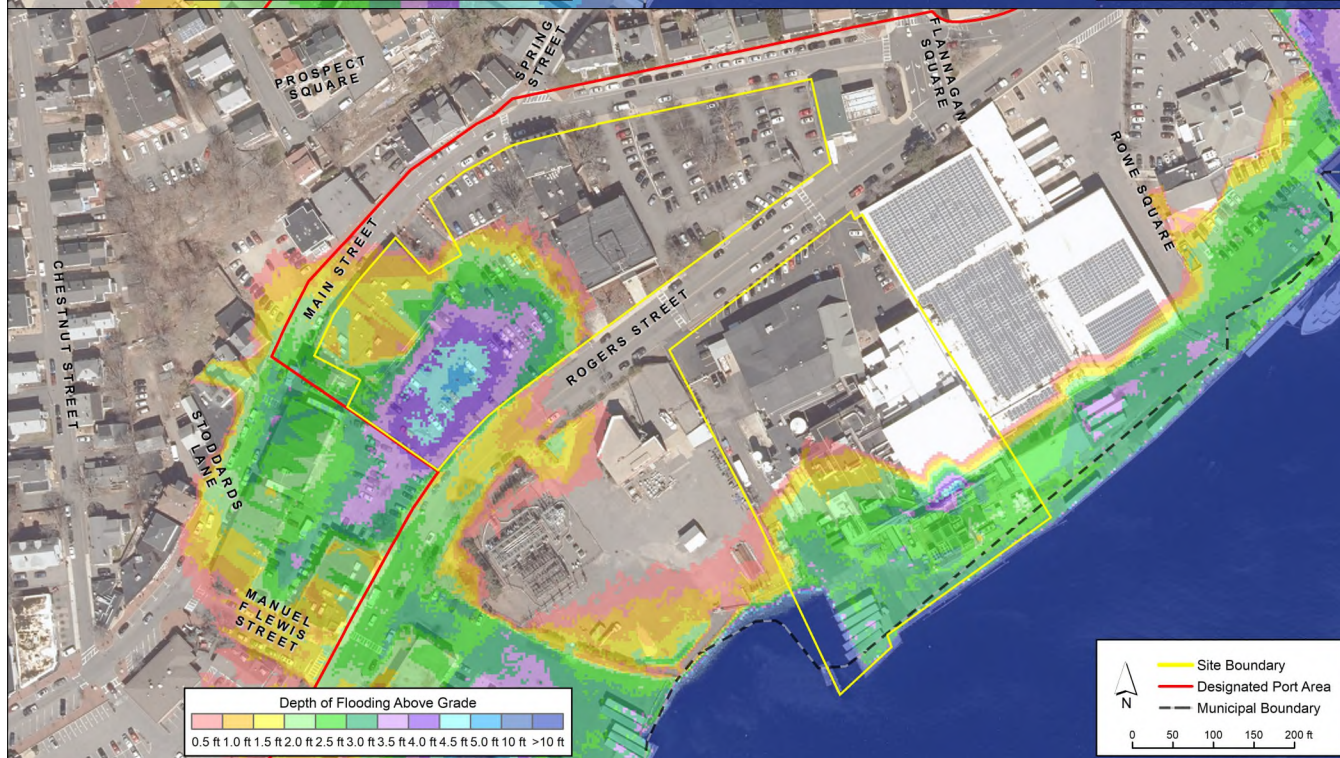 PROSPECT
SQUARE
SPRING
STREET
FLANNAGAN
SQUARE
ROWE SQUARE
MAIN STREET
CHESTNUT STREET
ROGERS STREET
STODDARDS
LANE
MANUEL
F LEWIS
STREET
Depth of Flooding Above Grade
0.5 ft 1.0 ft 1.5 ft 2.0 ft 2.5 ft 3.0 ft 3.5 ft 4.0 ft 4.5 ft 5.0 ft 10 ft >10 ft
Site Boundary
Designated Port Area
Municipal Boundary
N
0 50 100 150 200 ft